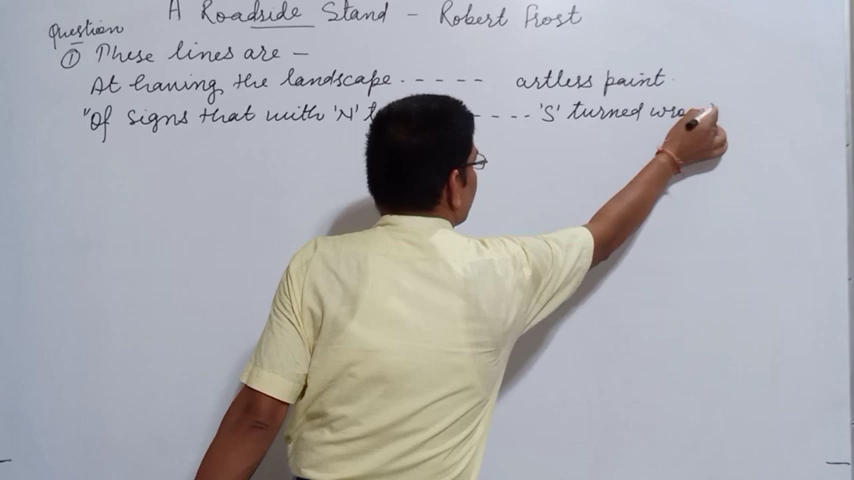 A Roadside Stand - Robert Frost
Question
① These lines are -
At having the landscape ----- artless paint.
"Of signs that with 'N' t ---- 'S' turned wro